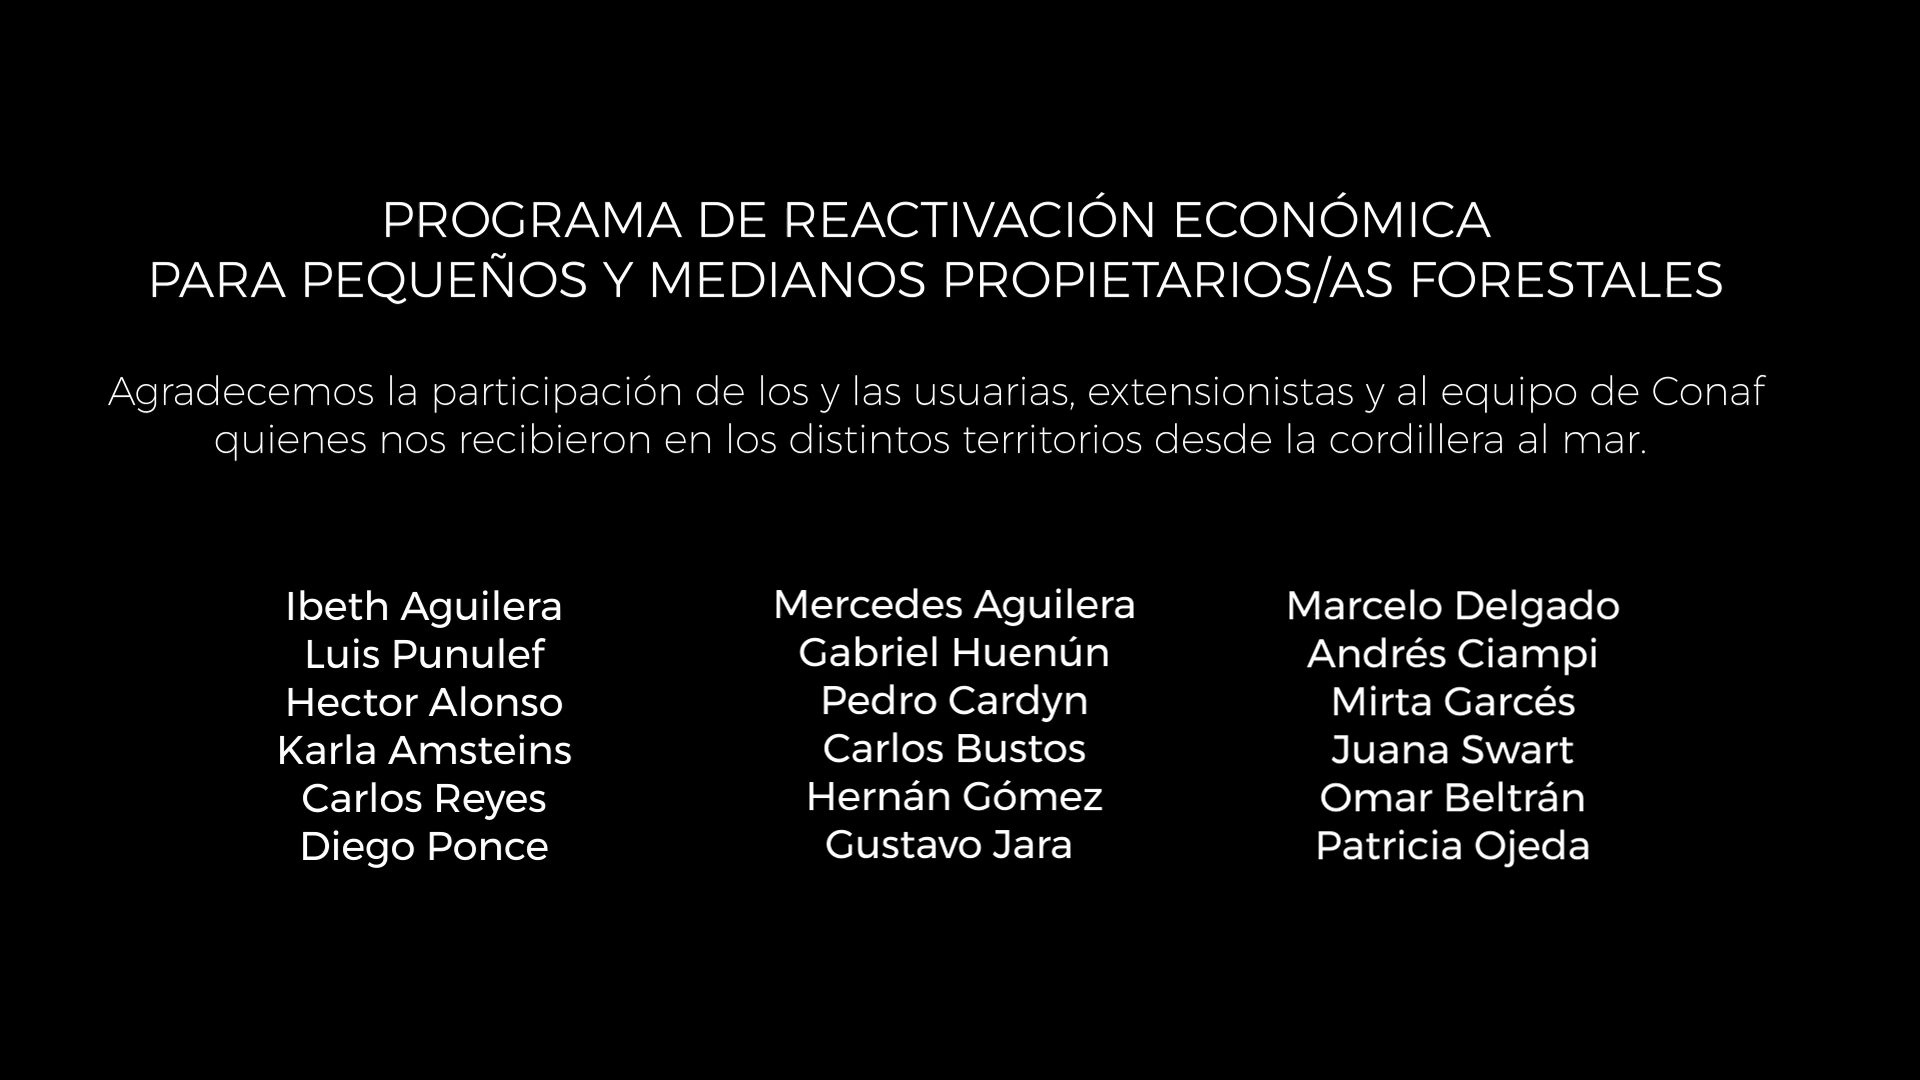 PROGRAMA DE REACTIVACIÓN ECONÓMICA
PARA PEQUEÑOS Y MEDIANOS PROPIETARIOS/AS FORESTALES
Agradecemos la participación de los y las usuarias, extensionistas y al equipo de Conaf
quienes nos recibieron en los distintos territorios desde la cordillera al mar.
Ibeth Aguilera
Luis Punulef
Hector Alonso
Karla Amsteins
Carlos Reyes
Diego Ponce
Mercedes Aguilera
Gabriel Huenún
Pedro Cardyn
Carlos Bustos
Hernán Gómez
Gustavo Jara
Marcelo Delgado
Andrés Ciampi
Mirta Garcés
Juana Swart
Omar Beltrán
Patricia Ojeda